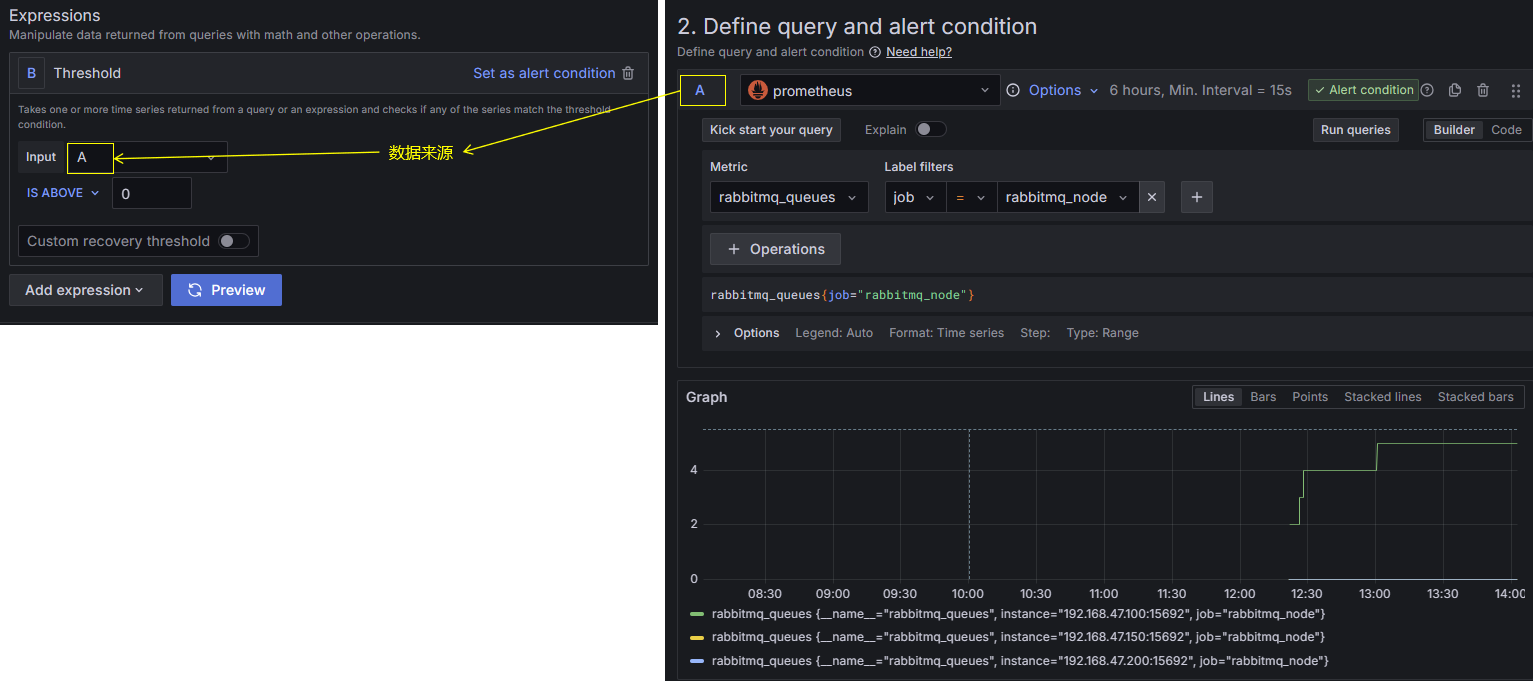 Expressions
Manipulate data returned from queries with math and other operations.
B Threshold Set as alert condition
Takes one or more time series returned from a query or an expression and checks if any of the series match the threshold
condition.
Input A
IS ABOVE 0
Custom recovery threshold
Add expression Preview
数据来源
2. Define query and alert condition
Define query and alert condition Need help?
A prometheus Options 6 hours, Min. Interval = 15s Alert condition
Kick start your query Explain Run queries Builder Code
Metric Label filters
rabbitmq_queues job = rabbitmq_node
+ Operations
rabbitmq_queues{job="rabbitmq_node"}
Options Legend: Auto Format: Time series Step: Type: Range
Graph Lines Bars Points Stacked lines Stacked bars
4
2
0
08:30 09:00 09:30 10:00 10:30 11:00 11:30 12:00 12:30 13:00 13:30 14:00
rabbitmq_queues {__name__="rabbitmq_queues", instance="192.168.47.100:15692", job="rabbitmq_node"}
rabbitmq_queues {__name__="rabbitmq_queues", instance="192.168.47.150:15692", job="rabbitmq_node"}
rabbitmq_queues {__name__="rabbitmq_queues", instance="192.168.47.200:15692", job="rabbitmq_node"}